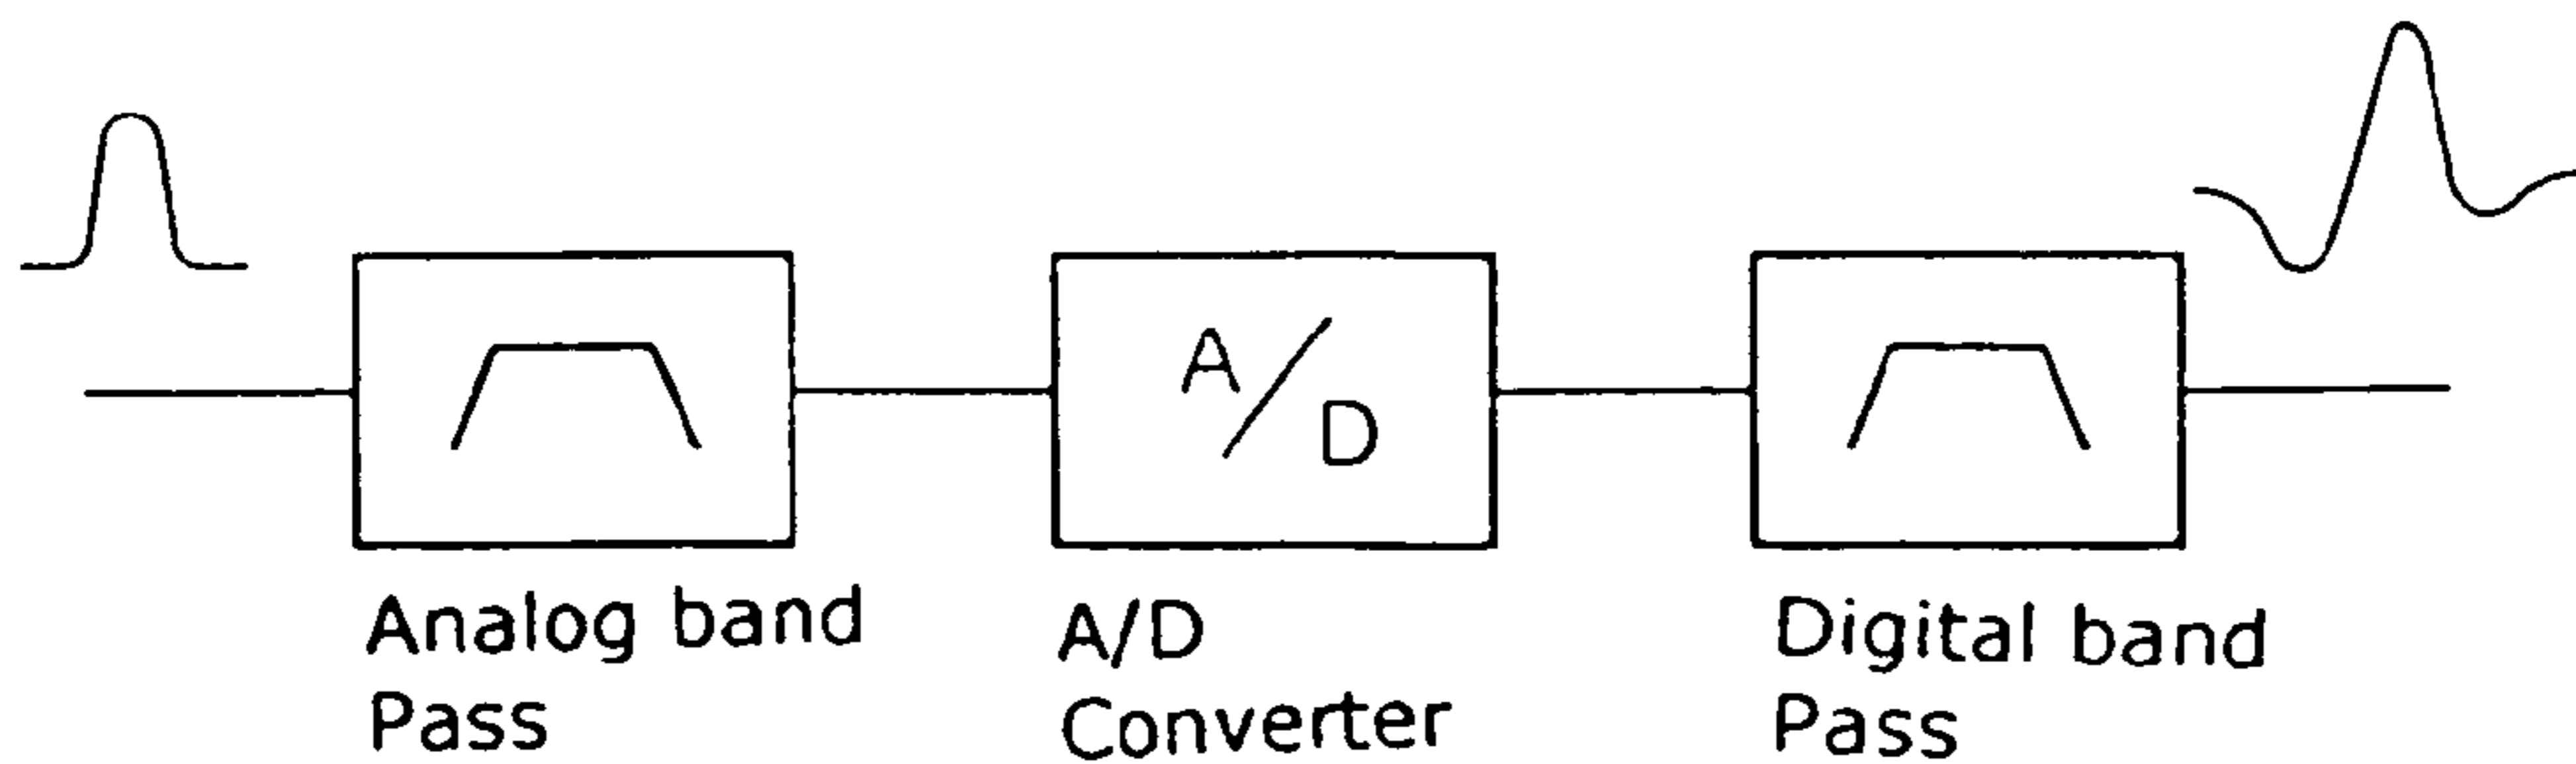 A/D
Analog band
Pass
A/D
Converter
Digital band
Pass